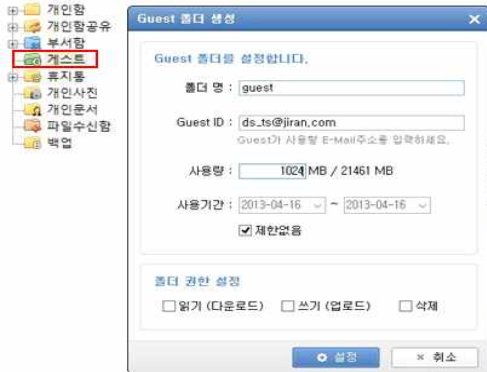 개인함
개인함공유
부서함
게스트
휴지통
개인사진
개인문서
파일수신함
백업
Guest 폴더 생성
Guest 폴더를 설정합니다.
폴더 명 : guest
Guest ID : ds_ts@jiran.com
Guest가 사용할 E-Mail주소를 입력하세요.
사용량 : 1024 MB / 21461 MB
사용기간 : 2013-04-16 ~ 2013-04-16
제한없음
폴더 권한 설정
읽기 (다운로드) 쓰기 (업로드) 삭제
설정 × 취소